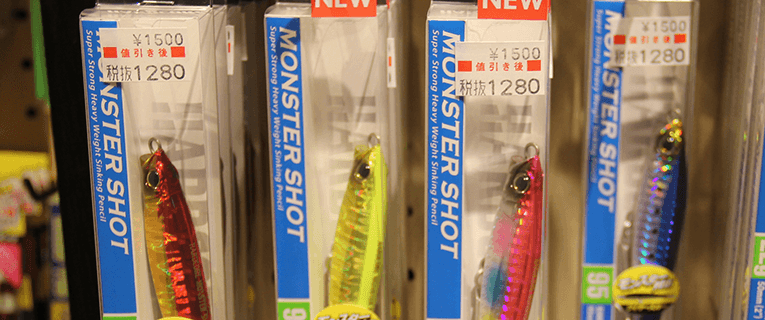 ¥1500
値引き後
税抜1280
MONSTER SHOT
Super Strong Heavy Weight Sinking Pencil
NEW
MONSTER SHOT
Super Strong Heavy Weight Sinking Pencil
NEW
¥1500
値引き後
税抜1280
MONSTER SHOT
Super Strong Heavy Weight Sinking Pencil
¥1500
値引き後
税抜1280
MONSTER SHOT
Super Strong Heavy Weight Sinking Pencil
95